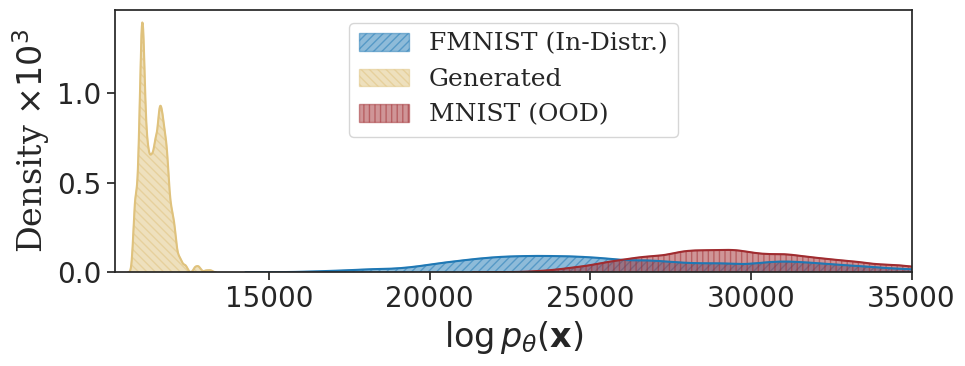 Density ×10³
1.0
0.5
0.0
FMNIST (In-Distr.)
Generated
MNIST (OOD)
15000 20000 25000 30000 35000
log p_θ(x)